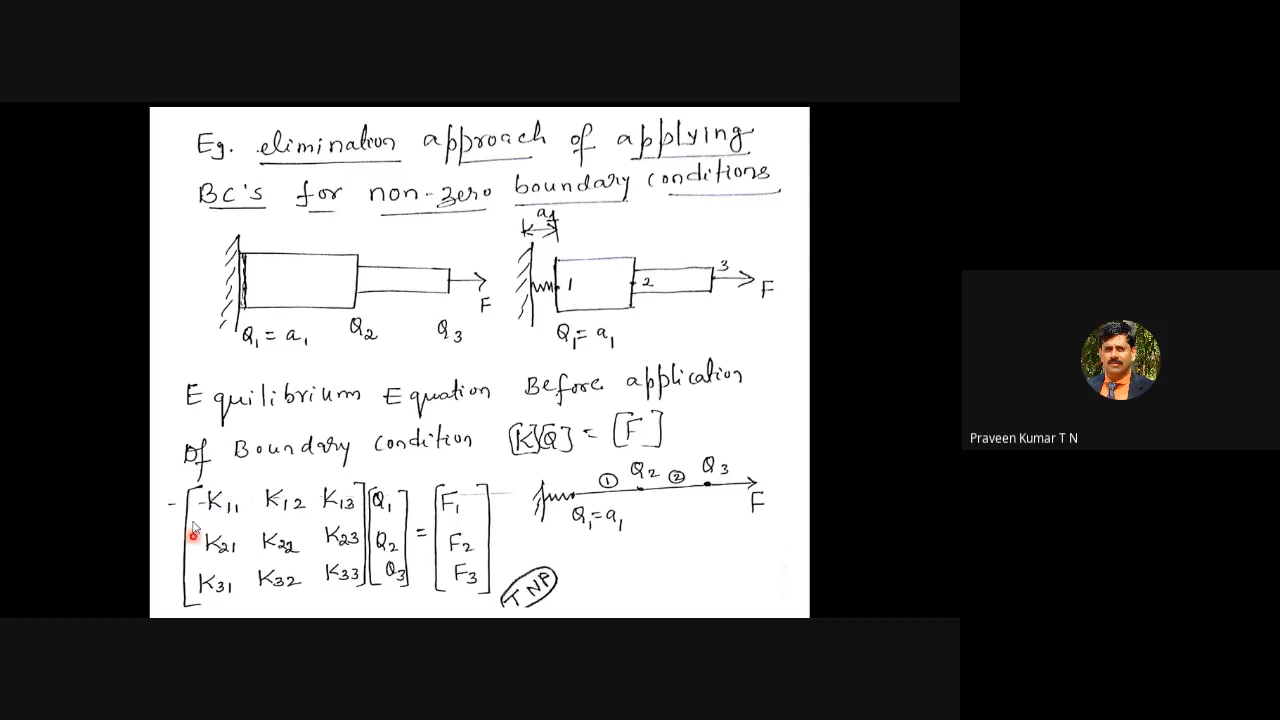 Eg. elimination approach of applying
BC's for non-zero boundary conditions
a1
F
Q1 = a1 Q2 Q3
1 2 3 F
Q1 = a1
Equilibrium Equation Before application
Of Boundary condition [K][Q] = [F]
K11 K12 K13 Q1 = F1
K21 K22 K23 Q2 F2
K31 K32 K33 Q3 F3
① Q2 ② Q3
Q1 = a1 F
TNP
Praveen Kumar T N